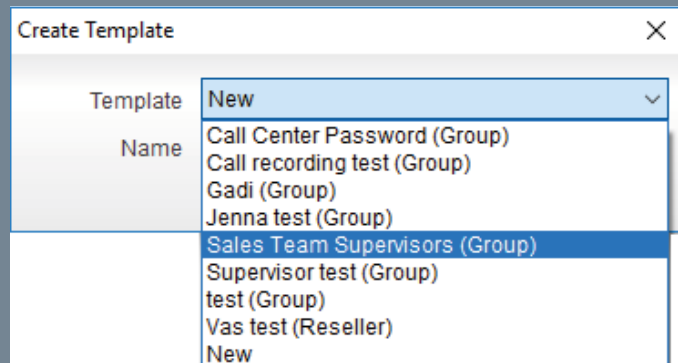 Create Template
Template New
Name
Call Center Password (Group)
Call recording test (Group)
Gadi (Group)
Jenna test (Group)
Sales Team Supervisors (Group)
Supervisor test (Group)
test (Group)
Vas test (Reseller)
New